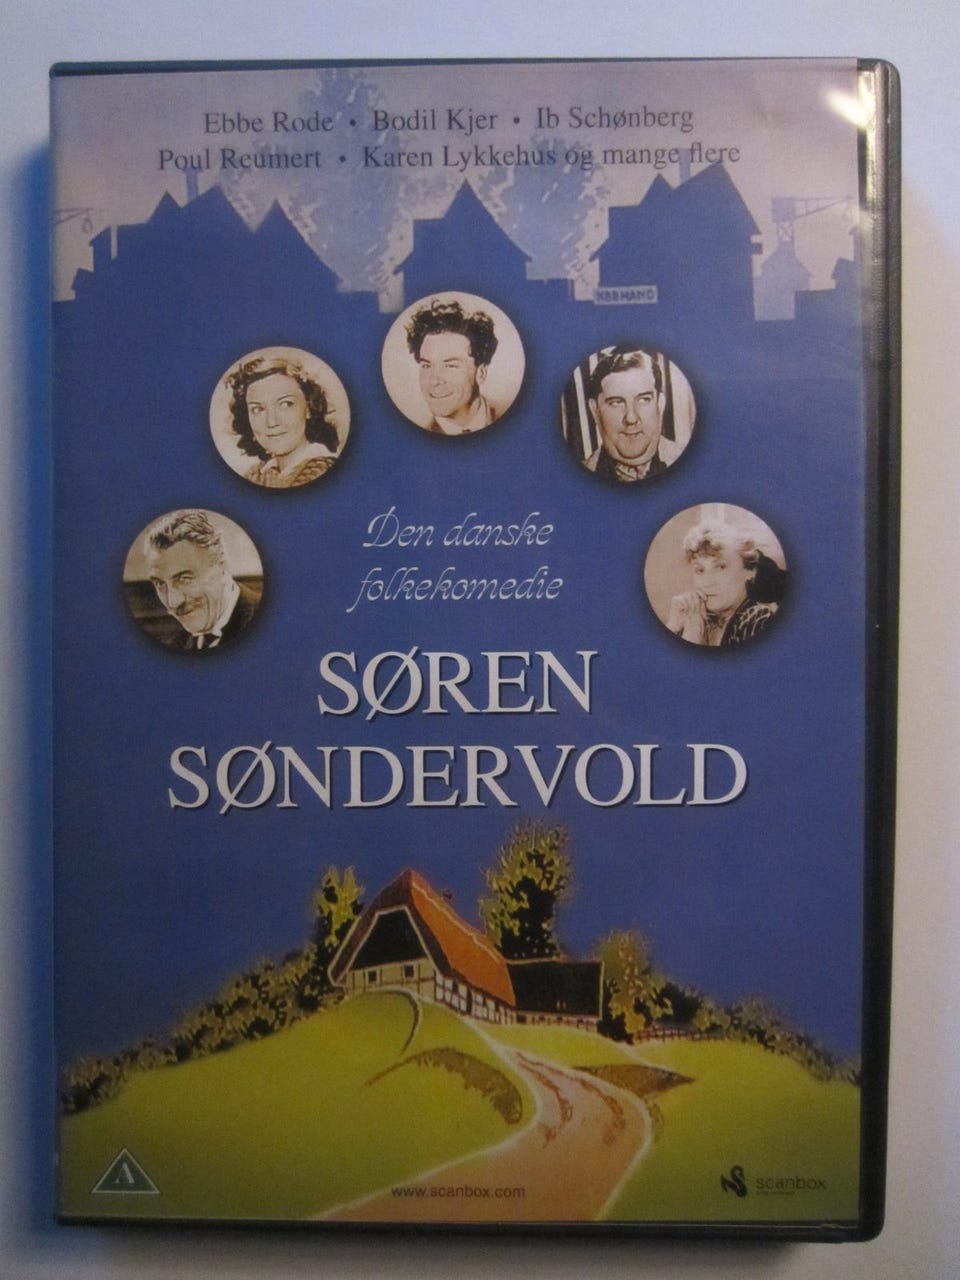 Ebbe Rode • Bodil Kjer • Ib Schønberg
Poul Reumert • Karen Lykkehus og mange flere
KØBMAND
Den danske
folkekomedie
SØREN
SØNDERVOLD
A
www.scanbox.com
scanbox